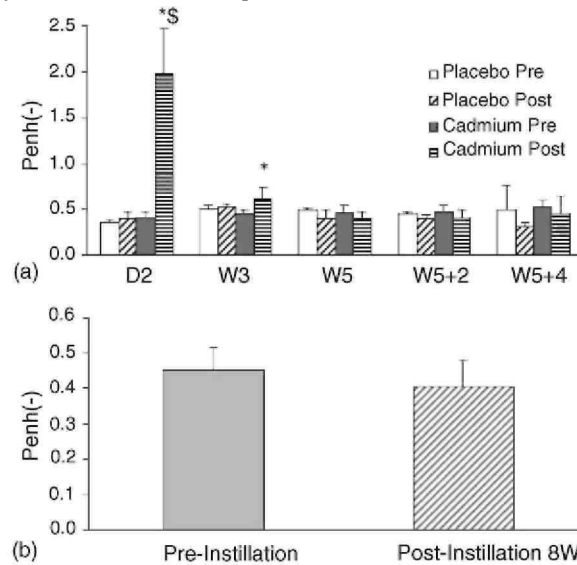 *$
2.5
2.0
1.5
1.0
0.5
0.0
Penh(-)
Placebo Pre
Placebo Post
Cadmium Pre
Cadmium Post
*
D2 W3 W5 W5+2 W5+4
(a)
0.6
0.5
0.4
0.3
0.2
0.1
0.0
Penh(-)
Pre-Instillation Post-Instillation 8W
(b)